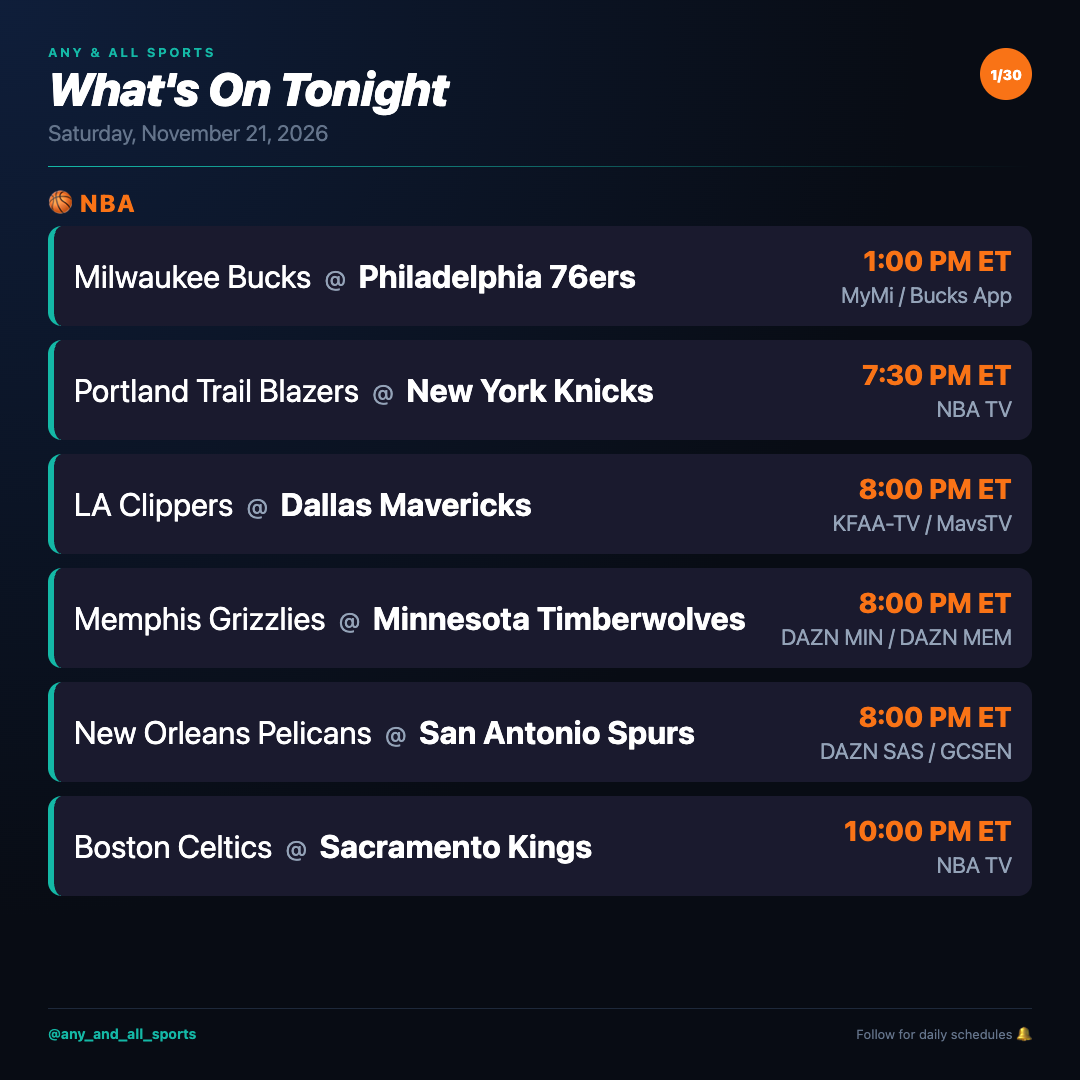 ANY & ALL SPORTS
What's On Tonight
1/30
Saturday, November 21, 2026
🏀 NBA
Milwaukee Bucks @ Philadelphia 76ers
1:00 PM ET
MyMi / Bucks App
Portland Trail Blazers @ New York Knicks
7:30 PM ET
NBA TV
LA Clippers @ Dallas Mavericks
8:00 PM ET
KFAA-TV / MavsTV
Memphis Grizzlies @ Minnesota Timberwolves
8:00 PM ET
DAZN MIN / DAZN MEM
New Orleans Pelicans @ San Antonio Spurs
8:00 PM ET
DAZN SAS / GCSEN
Boston Celtics @ Sacramento Kings
10:00 PM ET
NBA TV
@any_and_all_sports
Follow for daily schedules 🔔